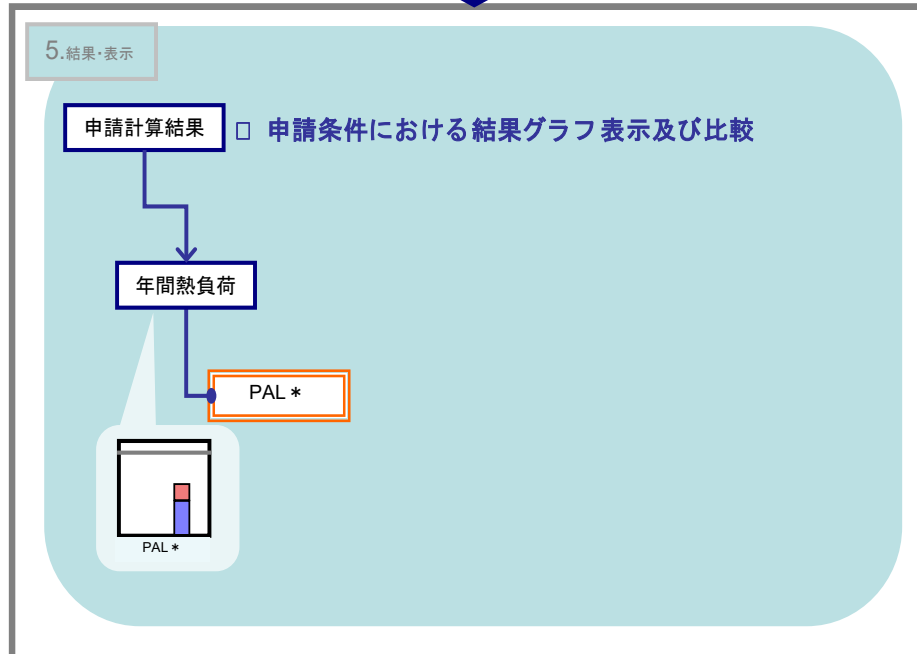 5.結果・表示
申請計算結果
□ 申請条件における結果グラフ表示及び比較
年間熱負荷
PAL＊
PAL＊